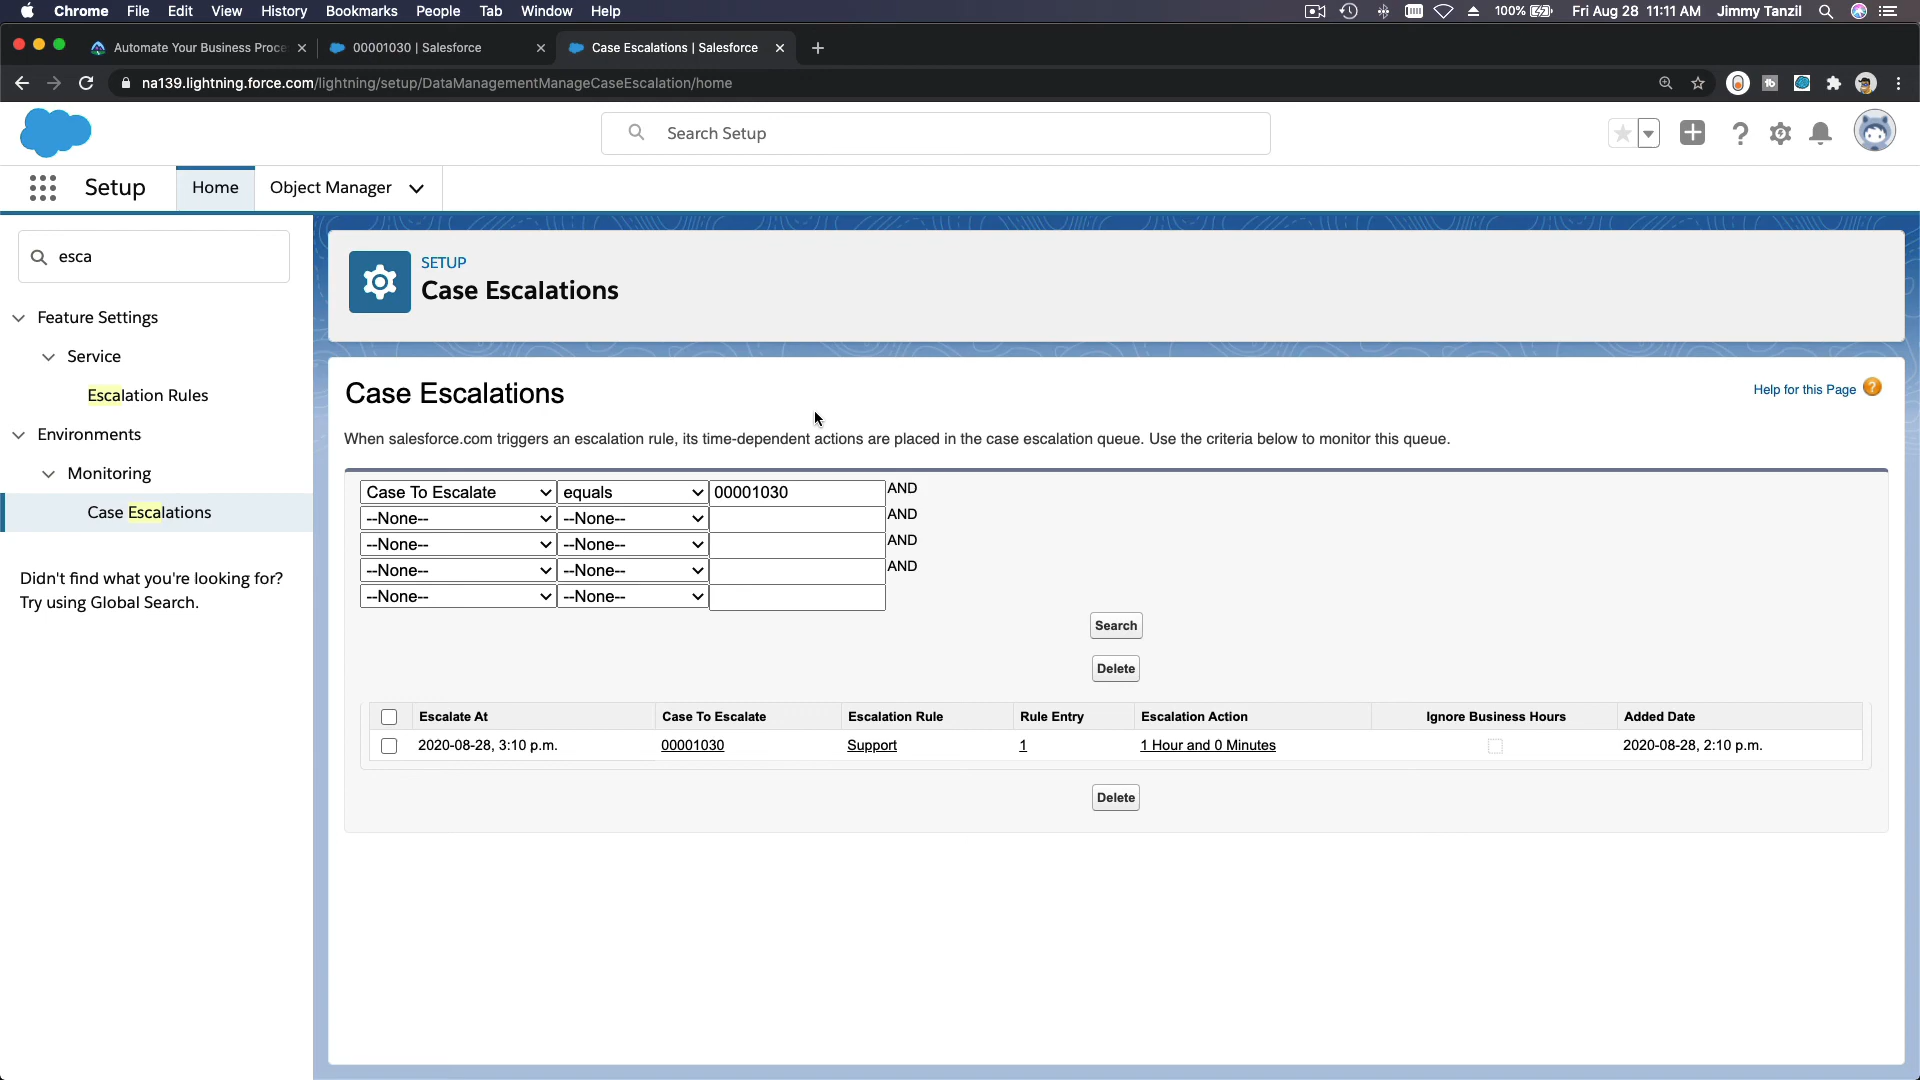 Chrome File Edit View History Bookmarks People Tab Window Help 100% Fri Aug 28 11:11 AM Jimmy Tanzil
Automate Your Business Proce 00001030 | Salesforce Case Escalations | Salesforce
na139.lightning.force.com/lightning/setup/DataManagementManageCaseEscalation/home
Search Setup
Setup Home Object Manager
esca
Feature Settings
Service
Escalation Rules
Environments
Monitoring
Case Escalations
Didn't find what you're looking for?
Try using Global Search.
SETUP
Case Escalations
Case Escalations
Help for this Page ?
When salesforce.com triggers an escalation rule, its time-dependent actions are placed in the case escalation queue. Use the criteria below to monitor this queue.
Case To Escalate equals 00001030 AND
--None-- --None-- AND
--None-- --None-- AND
--None-- --None-- AND
--None-- --None--
Search
Delete
Escalate At Case To Escalate Escalation Rule Rule Entry Escalation Action Ignore Business Hours Added Date
2020-08-28, 3:10 p.m. 00001030 Support 1 1 Hour and 0 Minutes 2020-08-28, 2:10 p.m.
Delete